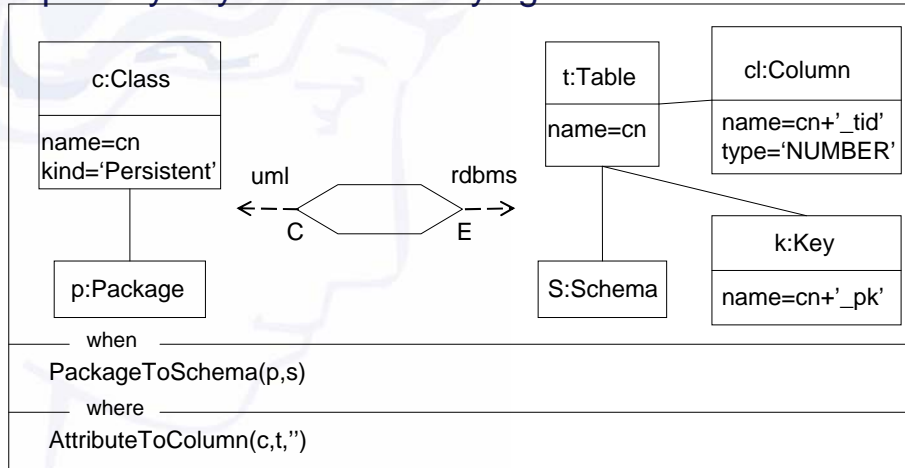 c:Class
name=cn
kind=‘Persistent’
p:Package
uml
C
rdbms
E
t:Table
name=cn
cl:Column
name=cn+'_tid'
type=‘NUMBER’
S:Schema
k:Key
name=cn+'_pk'
when
PackageToSchema(p,s)
where
AttributeToColumn(c,t,’’)